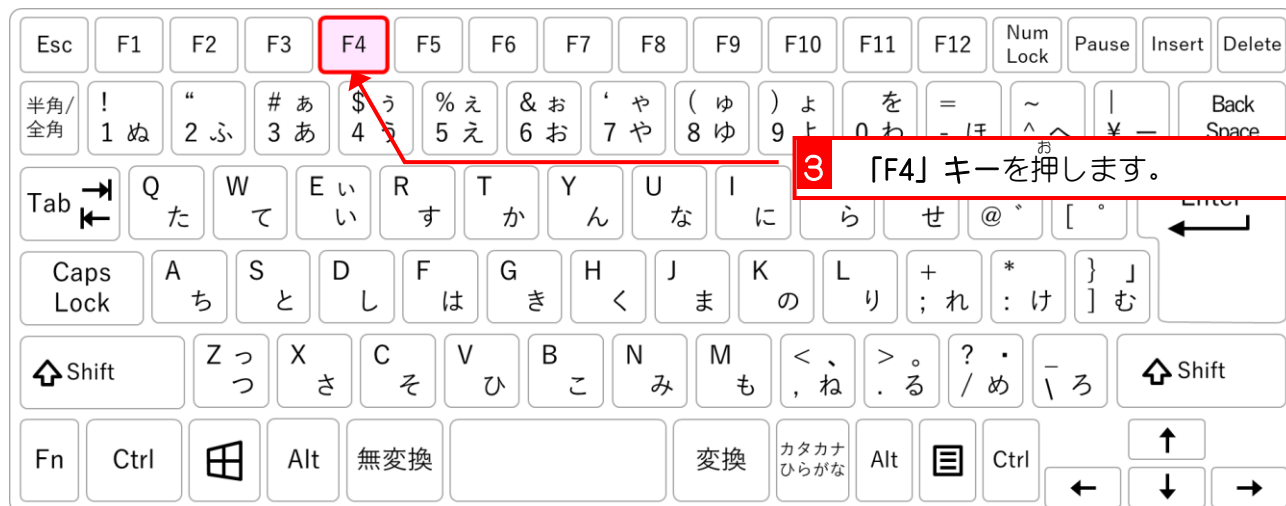 Esc F1 F2 F3 F4 F5 F6 F7 F8 F9 F10 F11 F12 Num Lock Pause Insert Delete
半角/全角 ! 1 ぬ “ 2 ふ # ぁ 3 あ $ ぅ 4 う % ぇ 5 え & ぉ 6 お ‘ ゃ 7 や ( ゅ 8 ゆ ) ょ 9 よ を 0 わ = - ほ ~ ^ へ | ¥ ー Back Space
3 「F4」キーを押します。
お
Tab Q た W て E ぃ い R す T か Y ん U な I に ら せ @ ゛ [ ゜ Enter
Caps Lock A ち S と D し F は G き H く J ま K の L り + ; れ * : け } 」 ] む
Shift Z っ つ X さ C そ V ひ B こ N み M も < 、 , ね > 。 . る ? ・ / め _ \ ろ Shift
Fn Ctrl Alt 無変換 変換 カタカナ ひらがな Alt Ctrl ↑
← ↓ →